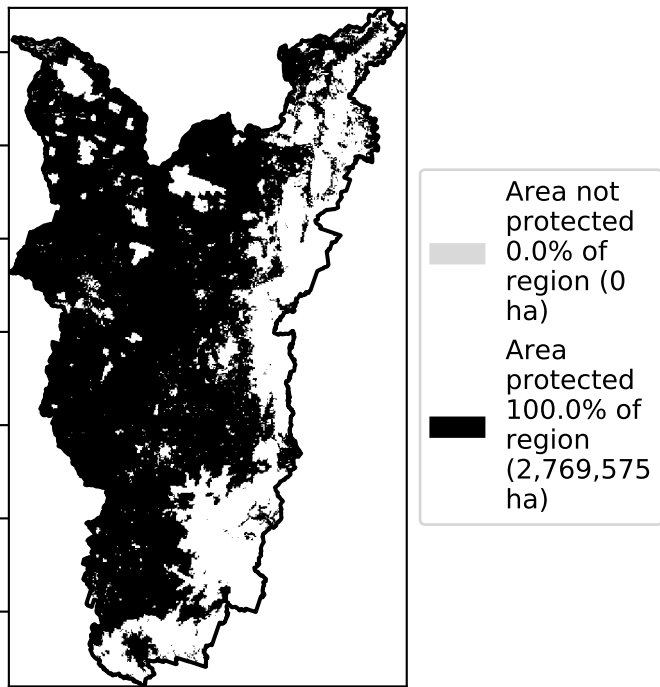 Area not
protected
0.0% of
region (0
ha)
Area
protected
100.0% of
region
(2,769,575
ha)